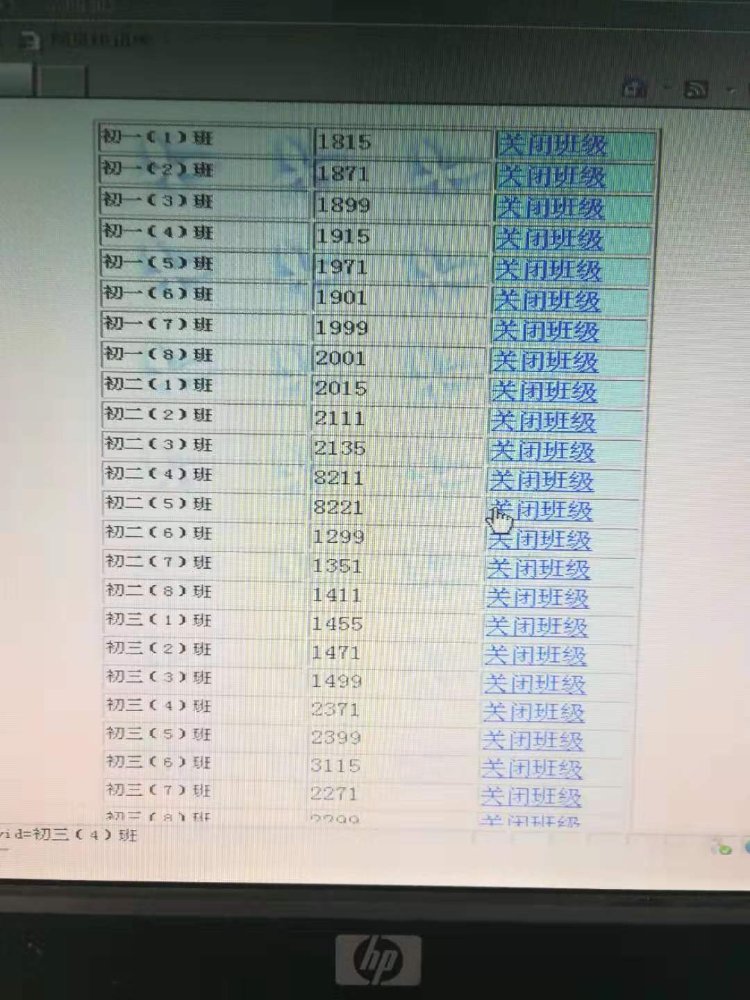 初一（1）班 1815 关闭班级
初一（2）班 1871 关闭班级
初一（3）班 1899 关闭班级
初一（4）班 1915 关闭班级
初一（5）班 1971 关闭班级
初一（6）班 1901 关闭班级
初一（7）班 1999 关闭班级
初一（8）班 2001 关闭班级
初二（1）班 2015 关闭班级
初二（2）班 2111 关闭班级
初二（3）班 2135 关闭班级
初二（4）班 8211 关闭班级
初二（5）班 8221 关闭班级
初二（6）班 1299 关闭班级
初二（7）班 1351 关闭班级
初二（8）班 1411 关闭班级
初三（1）班 1455 关闭班级
初三（2）班 1471 关闭班级
初三（3）班 1499 关闭班级
初三（4）班 2371 关闭班级
初三（5）班 2399 关闭班级
初三（6）班 3115 关闭班级
初三（7）班 2271 关闭班级
初三（8）班 2299 关闭班级
id=初三（4）班
hp